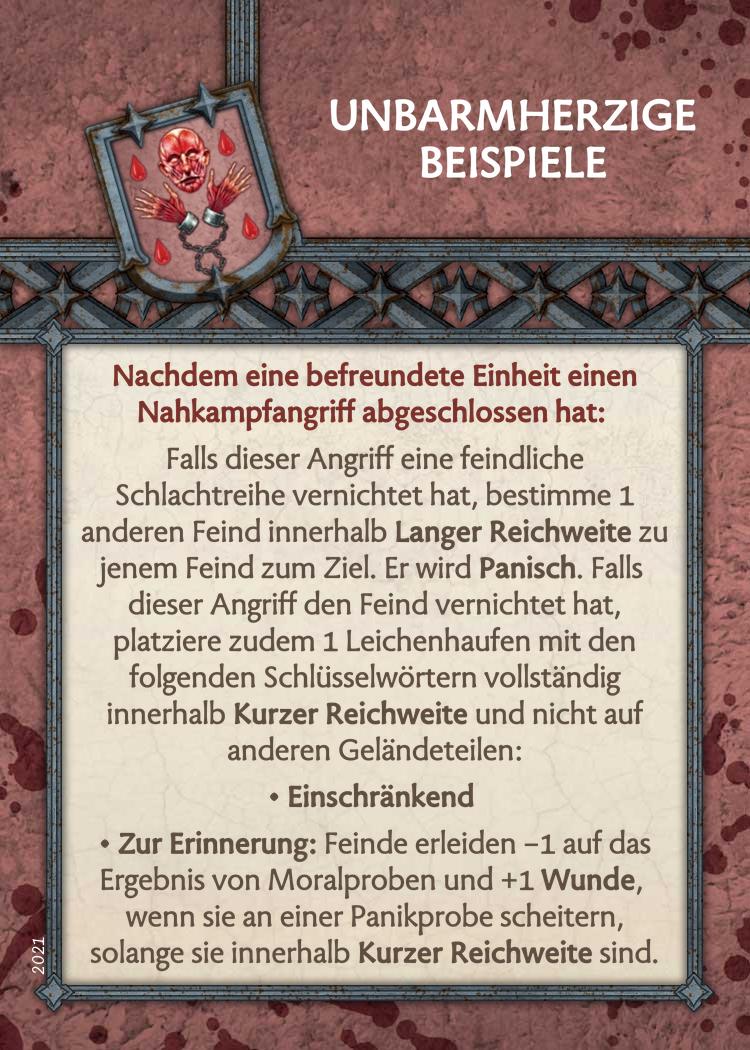 UNBARMHERZIGE
BEISPIELE
Nachdem eine befreundete Einheit einen
Nahkampfangriff abgeschlossen hat:
Falls dieser Angriff eine feindliche
Schlachtreihe vernichtet hat, bestimme 1
anderen Feind innerhalb Langer Reichweite zu
jenem Feind zum Ziel. Er wird Panisch. Falls
dieser Angriff den Feind vernichtet hat,
platziere zudem 1 Leichenhaufen mit den
folgenden Schlüsselwörtern vollständig
innerhalb Kurzer Reichweite und nicht auf
anderen Geländeteilen:
• Einschränkend
• Zur Erinnerung: Feinde erleiden –1 auf das
Ergebnis von Moralproben und +1 Wunde,
wenn sie an einer Panikprobe scheitern,
solange sie innerhalb Kurzer Reichweite sind.
2021